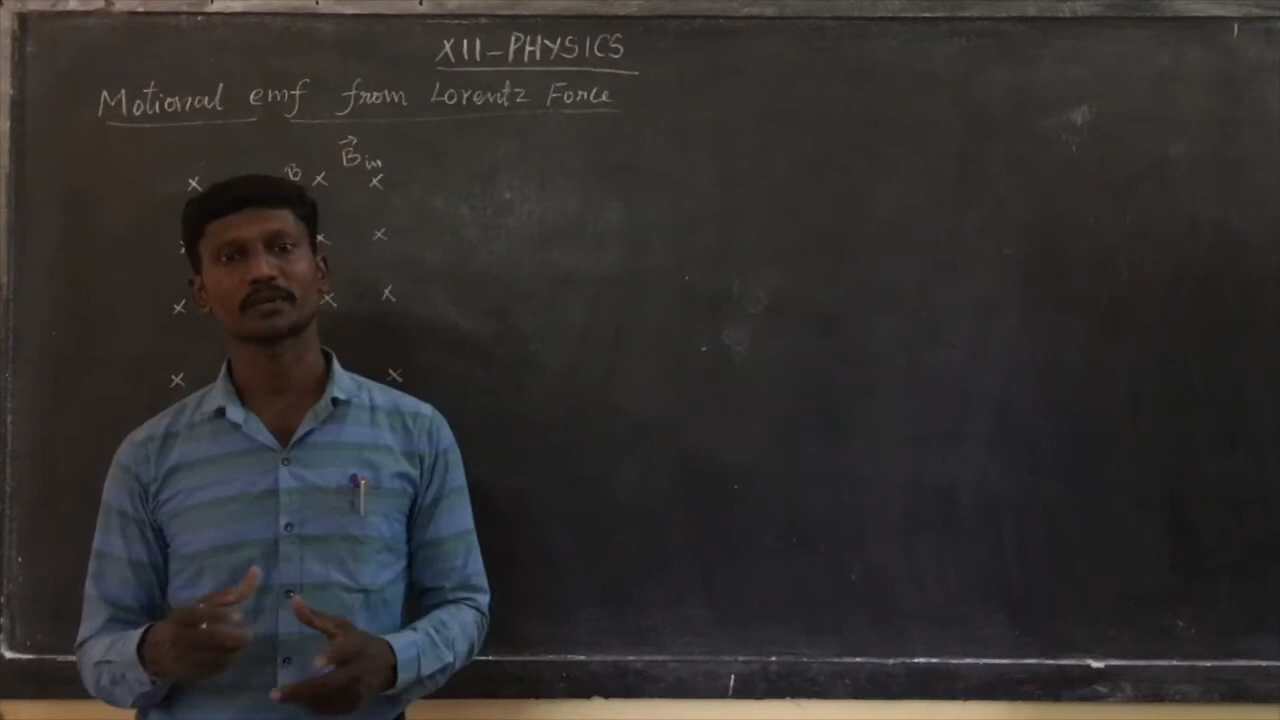 XII-PHYSICS
Motional emf from Lorentz Force
B B⃗in
x x x
x x x
x x x
x x